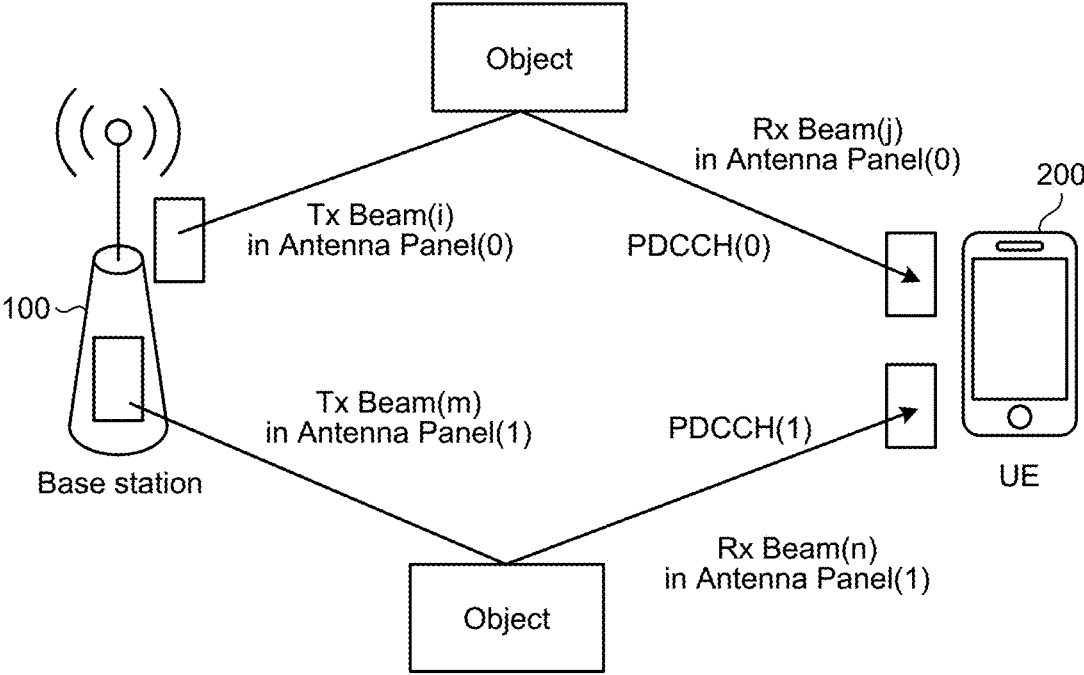 Object
Rx Beam(j)
in Antenna Panel(0)
200
Tx Beam(i)
in Antenna Panel(0)
PDCCH(0)
100
Tx Beam(m)
in Antenna Panel(1)
PDCCH(1)
Base station
UE
Rx Beam(n)
in Antenna Panel(1)
Object